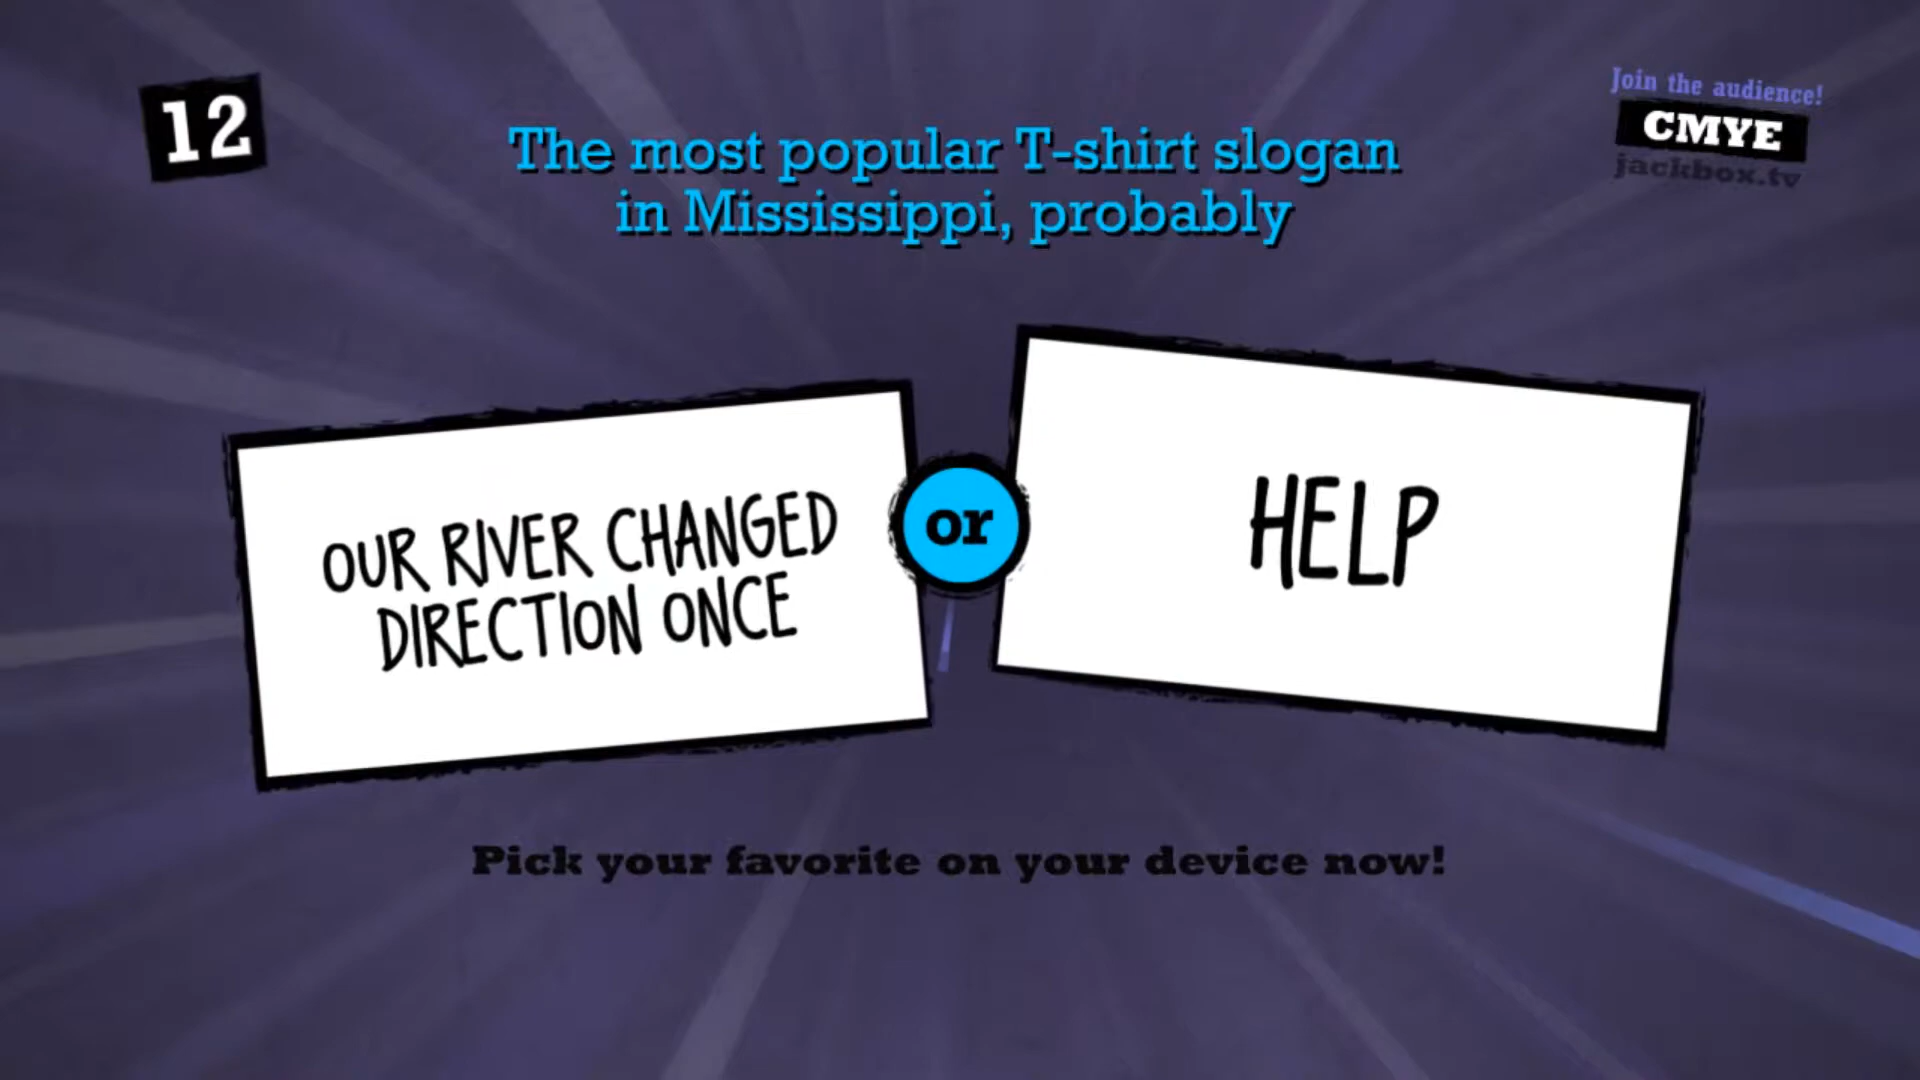 12
Join the audience!
CMYE
jackbox.tv
The most popular T-shirt slogan
in Mississippi, probably
OUR RIVER CHANGED
DIRECTION ONCE
or
HELP
Pick your favorite on your device now!